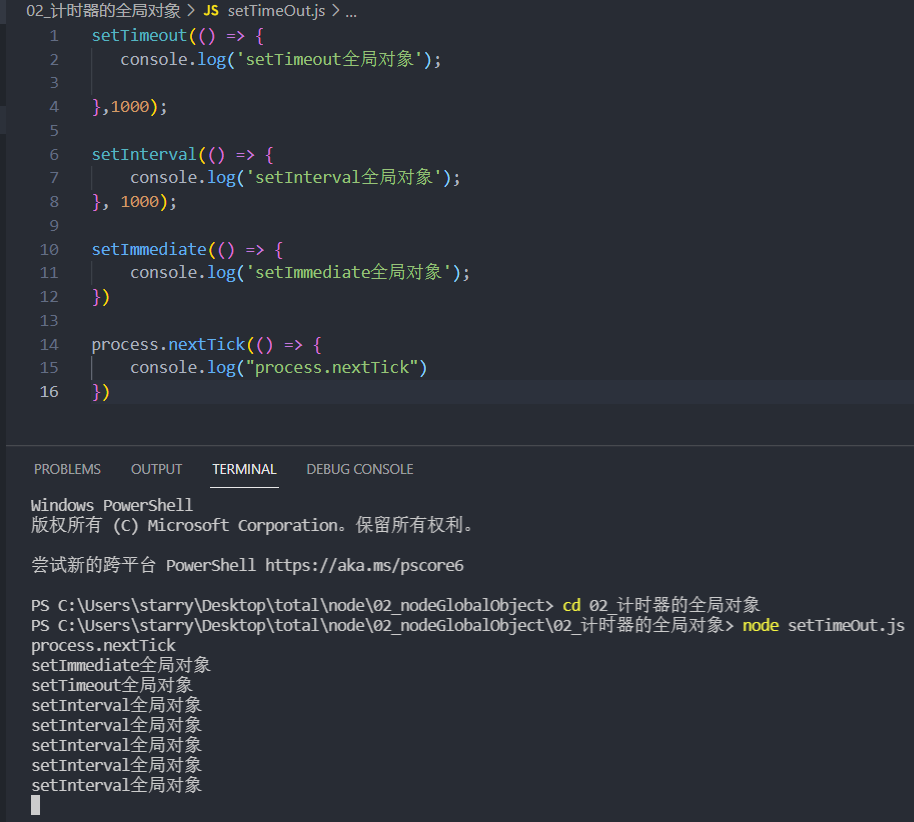 02_计时器的全局对象 > JS setTimeOut.js > ...
1 setTimeout(() => {
2 console.log('setTimeout全局对象');
3
4 },1000);
5
6 setInterval(() => {
7 console.log('setInterval全局对象');
8 }, 1000);
9
10 setImmediate(() => {
11 console.log('setImmediate全局对象');
12 })
13
14 process.nextTick(() => {
15 console.log("process.nextTick")
16 })
PROBLEMS OUTPUT TERMINAL DEBUG CONSOLE
Windows PowerShell
版权所有 (C) Microsoft Corporation。保留所有权利。
尝试新的跨平台 PowerShell https://aka.ms/pscore6
PS C:\Users\starry\Desktop\total\node\02_nodeGlobalObject> cd 02_计时器的全局对象
PS C:\Users\starry\Desktop\total\node\02_nodeGlobalObject\02_计时器的全局对象> node setTimeOut.js
process.nextTick
setImmediate全局对象
setTimeout全局对象
setInterval全局对象
setInterval全局对象
setInterval全局对象
setInterval全局对象
setInterval全局对象